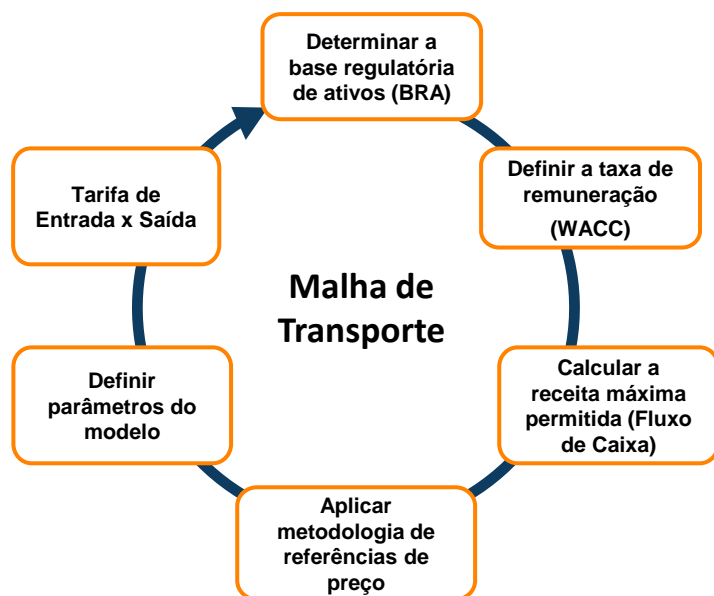 Determinar a
base regulatória
de ativos (BRA)
Definir a taxa de
remuneração
(WACC)
Calcular a
receita máxima
permitida (Fluxo
de Caixa)
Aplicar
metodologia de
referências de
preço
Definir
parâmetros do
modelo
Tarifa de
Entrada x Saída
Malha de
Transporte